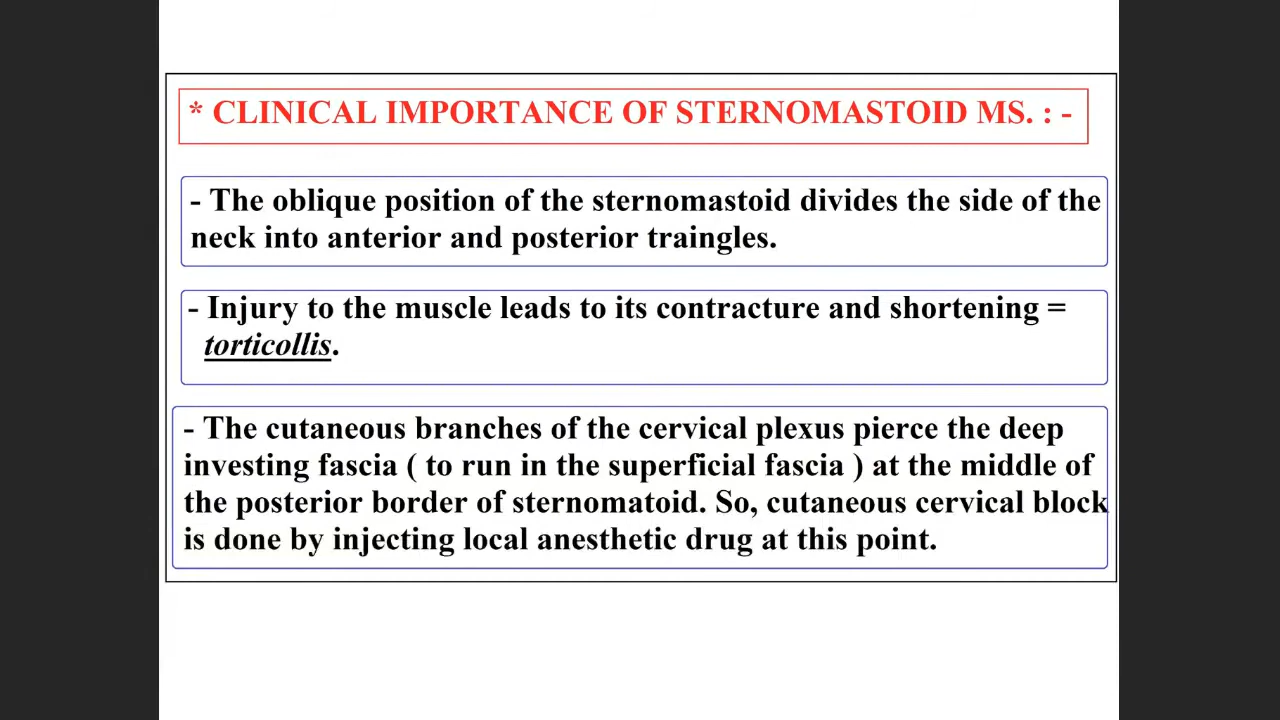 * CLINICAL IMPORTANCE OF STERNOMASTOID MS. : -
- The oblique position of the sternomastoid divides the side of the
neck into anterior and posterior traingles.
- Injury to the muscle leads to its contracture and shortening =
torticollis.
- The cutaneous branches of the cervical plexus pierce the deep
investing fascia ( to run in the superficial fascia ) at the middle of
the posterior border of sternomatoid. So, cutaneous cervical block
is done by injecting local anesthetic drug at this point.